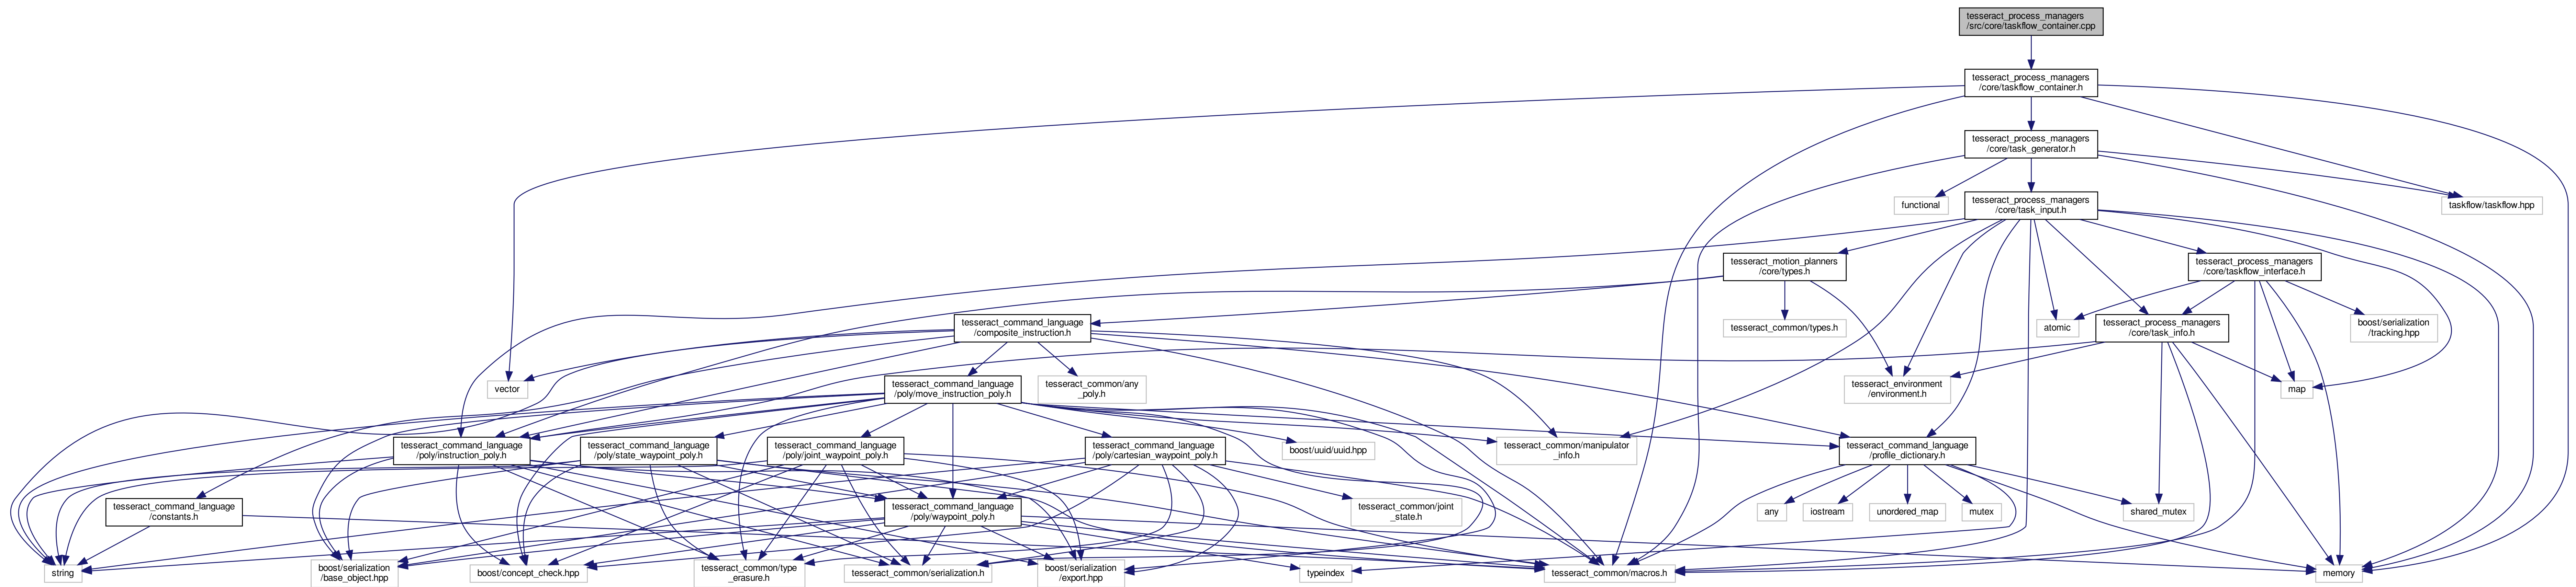 tesseract_process_managers
/src/core/taskflow_container.cpp
tesseract_process_managers
/core/taskflow_container.h
tesseract_process_managers
/core/task_generator.h
functional
tesseract_process_managers
/core/task_input.h
taskflow/taskflow.hpp
tesseract_motion_planners
/core/types.h
tesseract_process_managers
/core/taskflow_interface.h
tesseract_command_language
/composite_instruction.h
tesseract_common/types.h
atomic
tesseract_process_managers
/core/task_info.h
boost/serialization
/tracking.hpp
vector
tesseract_command_language
/poly/move_instruction_poly.h
tesseract_common/any
_poly.h
tesseract_environment
/environment.h
map
tesseract_command_language
/poly/instruction_poly.h
tesseract_command_language
/poly/state_waypoint_poly.h
tesseract_command_language
/poly/joint_waypoint_poly.h
tesseract_command_language
/poly/cartesian_waypoint_poly.h
boost/uuid/uuid.hpp
tesseract_common/manipulator
_info.h
tesseract_command_language
/profile_dictionary.h
tesseract_command_language
/constants.h
tesseract_command_language
/poly/waypoint_poly.h
tesseract_common/joint
_state.h
any
iostream
unordered_map
mutex
shared_mutex
string
boost/serialization
/base_object.hpp
boost/concept_check.hpp
tesseract_common/type
_erasure.h
tesseract_common/serialization.h
boost/serialization
/export.hpp
typeindex
tesseract_common/macros.h
memory